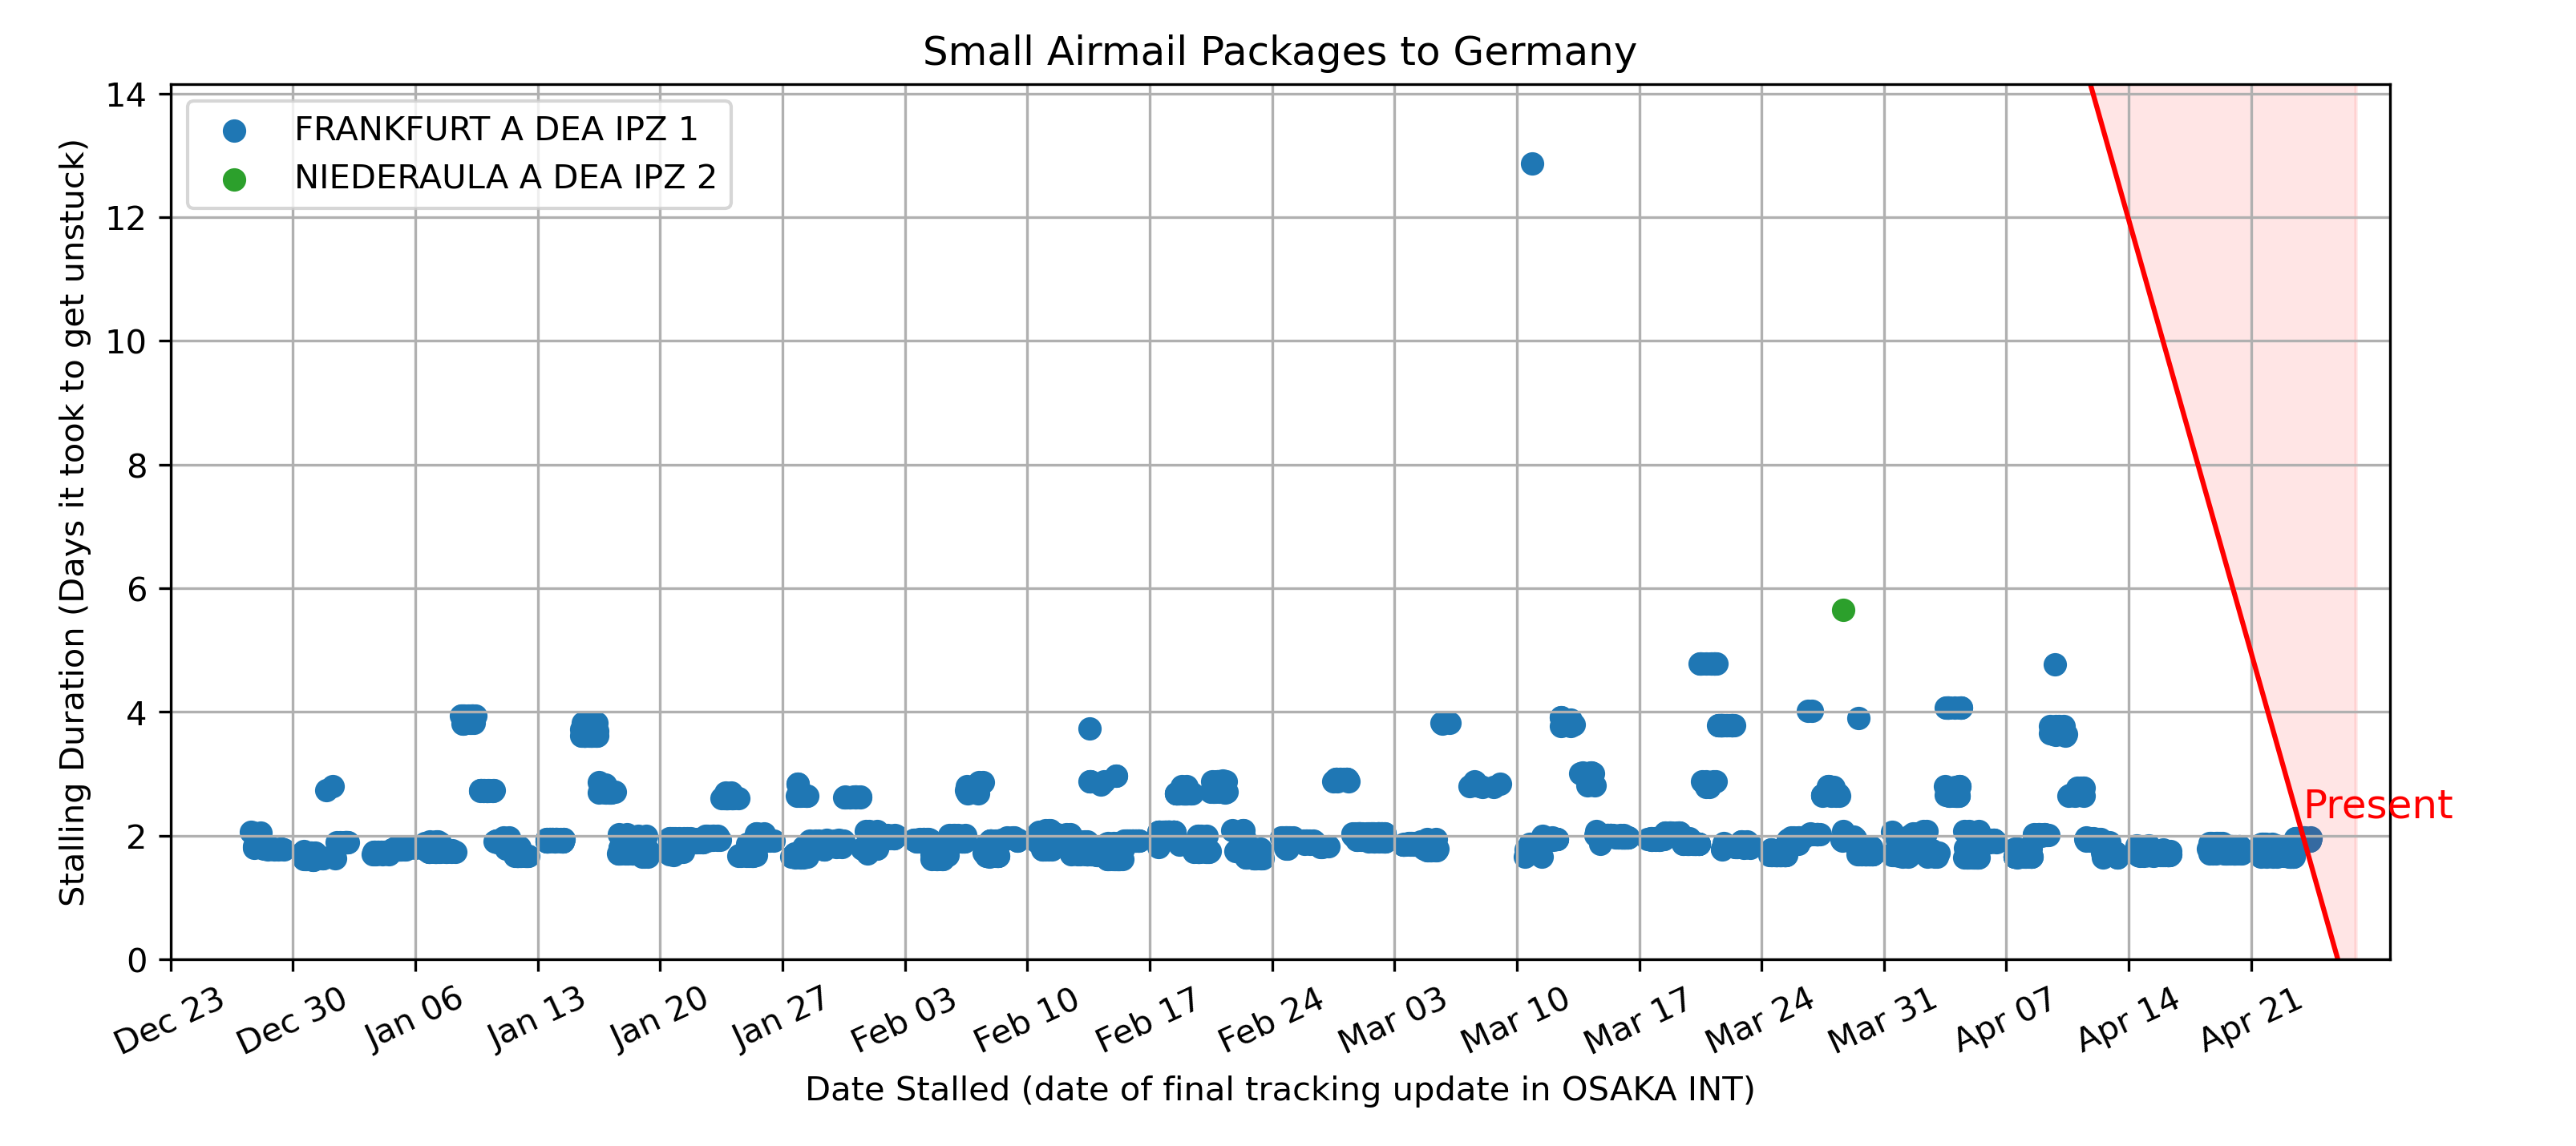 Small Airmail Packages to Germany
Stalling Duration (Days it took to get unstuck)
14
12
10
8
6
4
2
0
FRANKFURT A DEA IPZ 1
NIEDERAULA A DEA IPZ 2
Present
Dec 23
Dec 30
Jan 06
Jan 13
Jan 20
Jan 27
Feb 03
Feb 10
Feb 17
Feb 24
Mar 03
Mar 10
Mar 17
Mar 24
Mar 31
Apr 07
Apr 14
Apr 21
Date Stalled (date of final tracking update in OSAKA INT)